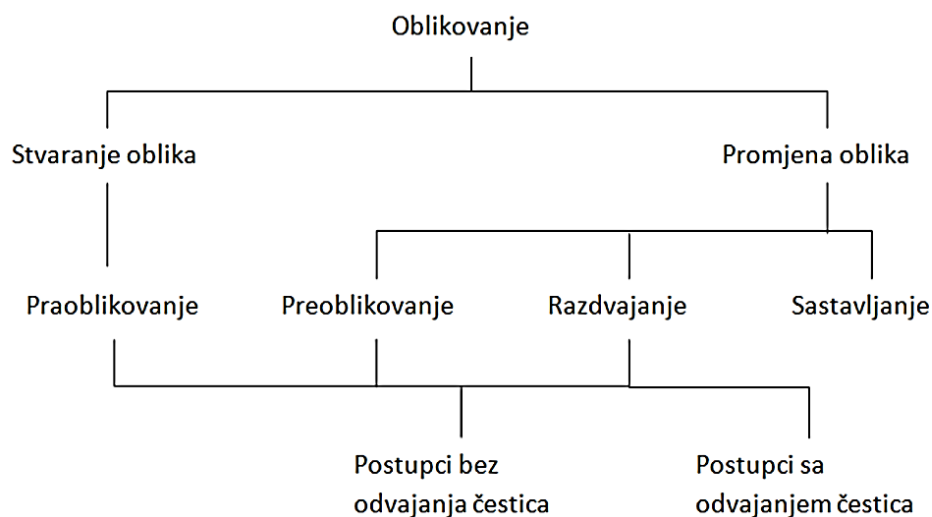 Oblikovanje
Stvaranje oblika
Promjena oblika
Praoblikovanje
Preoblikovanje
Razdvajanje
Sastavljanje
Postupci bez
odvajanja čestica
Postupci sa
odvajanjem čestica